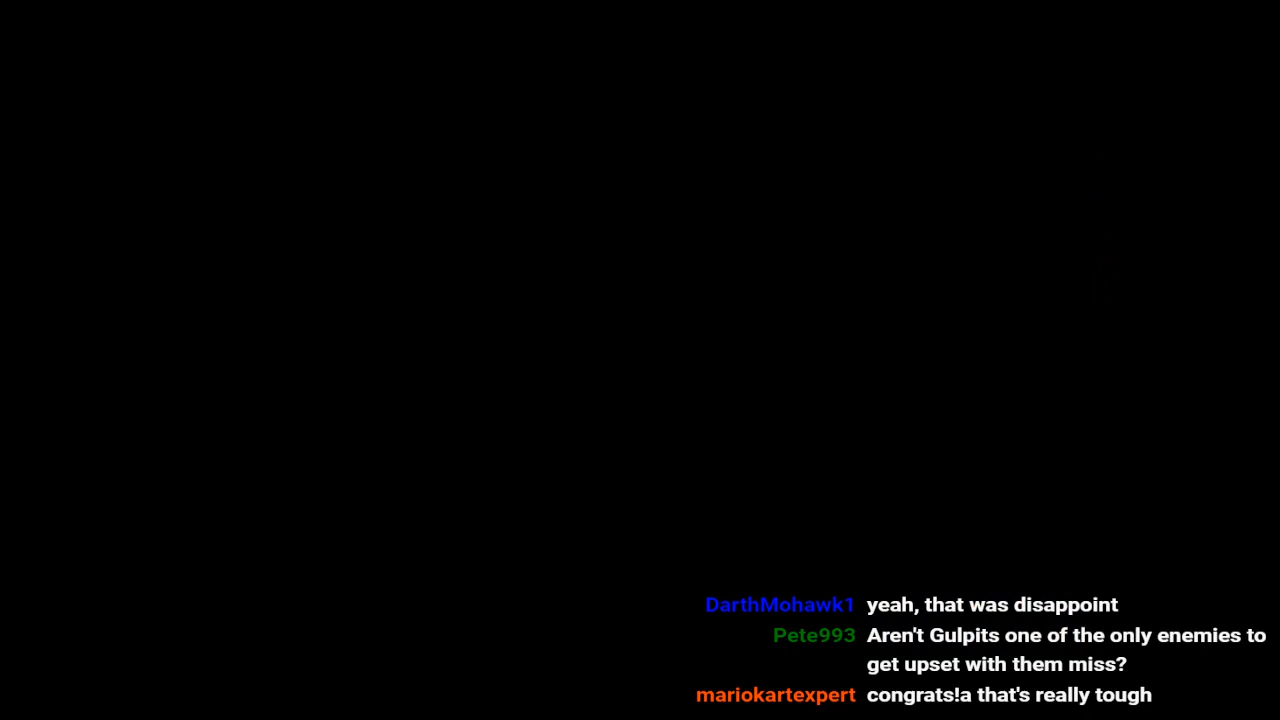 DarthMohawk1 yeah, that was disappoint
Pete993 Aren't Gulpits one of the only enemies to
get upset with them miss?
mariokartexpert congrats!a that's really tough